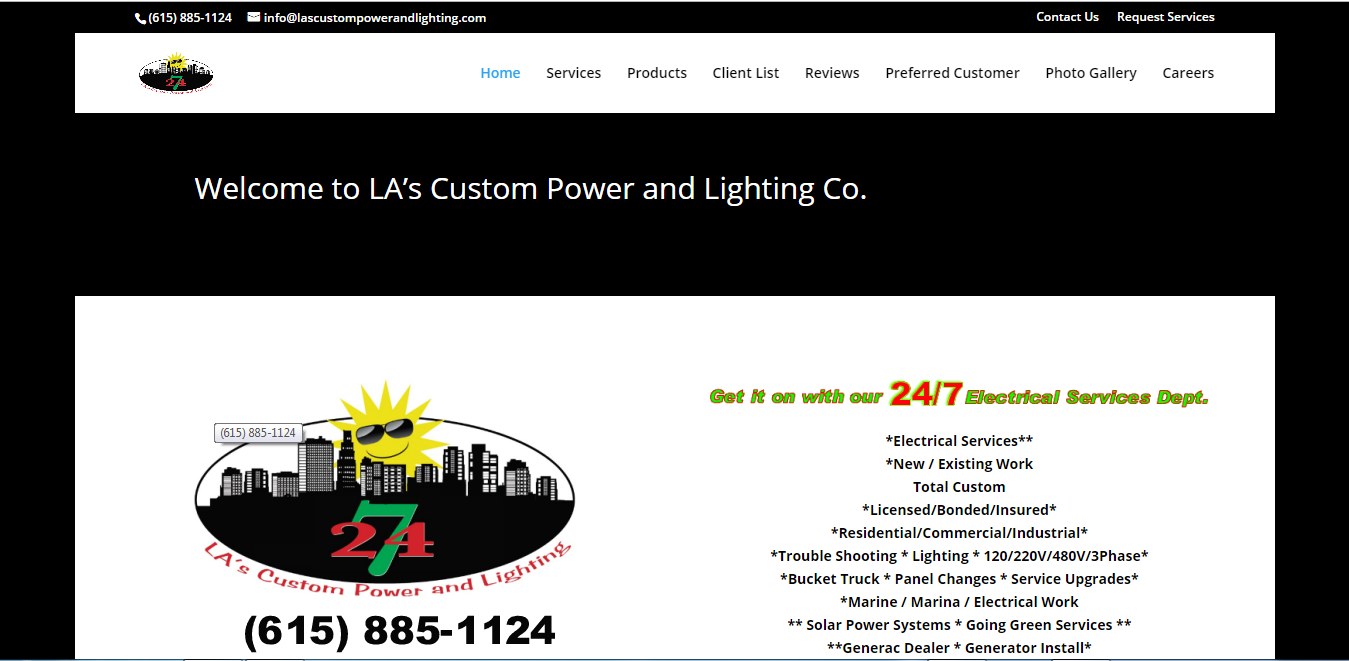 (615) 885-1124 info@lascustompowerandlighting.com Contact Us Request Services
24 7
Home Services Products Client List Reviews Preferred Customer Photo Gallery Careers
Welcome to LA’s Custom Power and Lighting Co.
Get it on with our 24/7 Electrical Services Dept.
(615) 885-1124
24 7
LA's Custom Power and Lighting
(615) 885-1124
*Electrical Services**
*New / Existing Work
Total Custom
*Licensed/Bonded/Insured*
*Residential/Commercial/Industrial*
*Trouble Shooting * Lighting * 120/220V/480V/3Phase*
*Bucket Truck * Panel Changes * Service Upgrades*
*Marine / Marina / Electrical Work
** Solar Power Systems * Going Green Services **
**Generac Dealer * Generator Install*